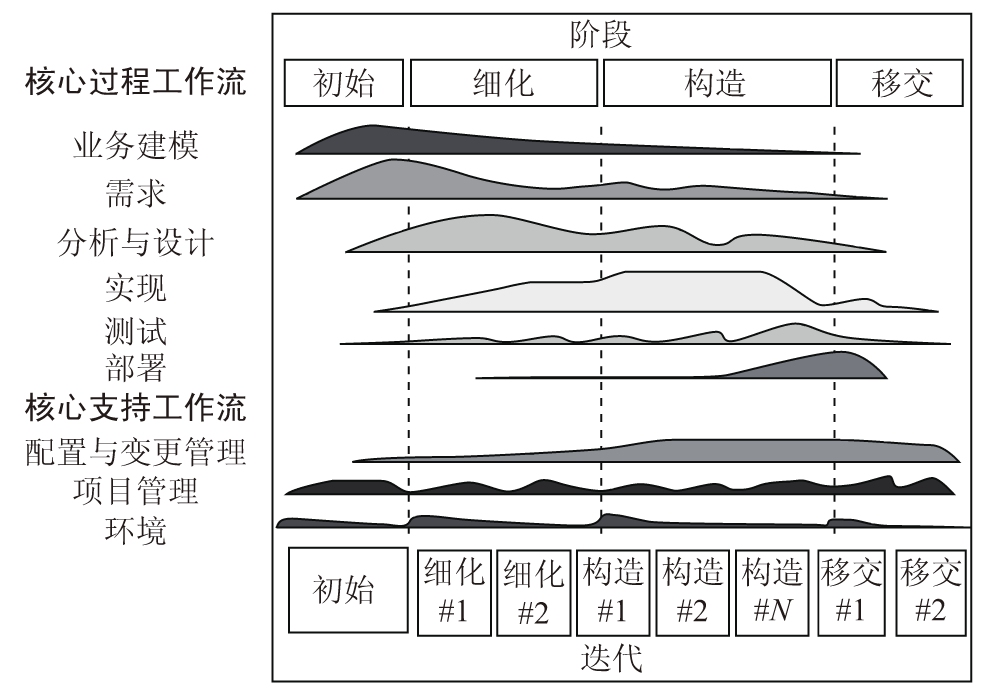 阶段
核心过程工作流 初始 细化 构造 移交
业务建模
需求
分析与设计
实现
测试
部署
核心支持工作流
配置与变更管理
项目管理
环境
初始 细化 细化 构造 构造 构造 移交 移交
#1 #2 #1 #2 #N #1 #2
迭代